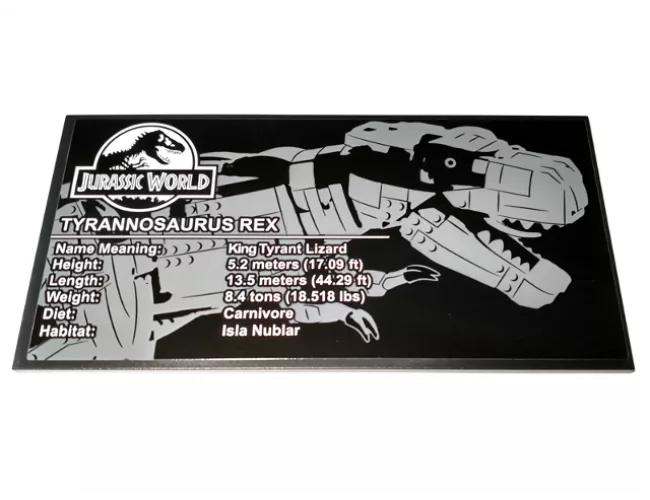 JURASSIC WORLD
TYRANNOSAURUS REX
Name Meaning: King Tyrant Lizard
Height: 5.2 meters (17.09 ft)
Length: 13.5 meters (44.29 ft)
Weight: 8.4 tons (18.518 lbs)
Diet: Carnivore
Habitat: Isla Nublar